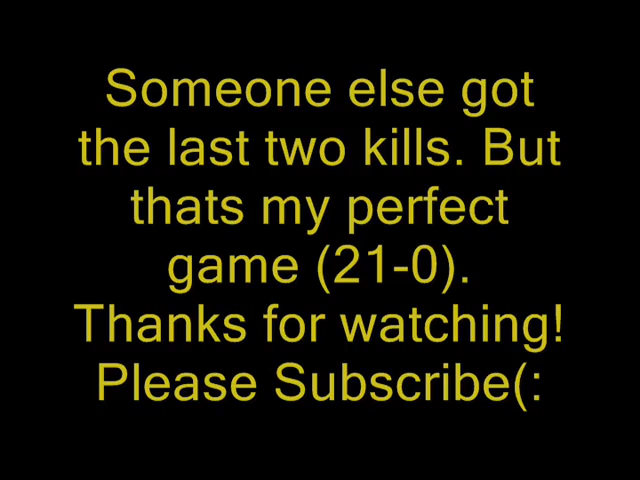 Someone else got
the last two kills. But
thats my perfect
game (21-0).
Thanks for watching!
Please Subscribe(: